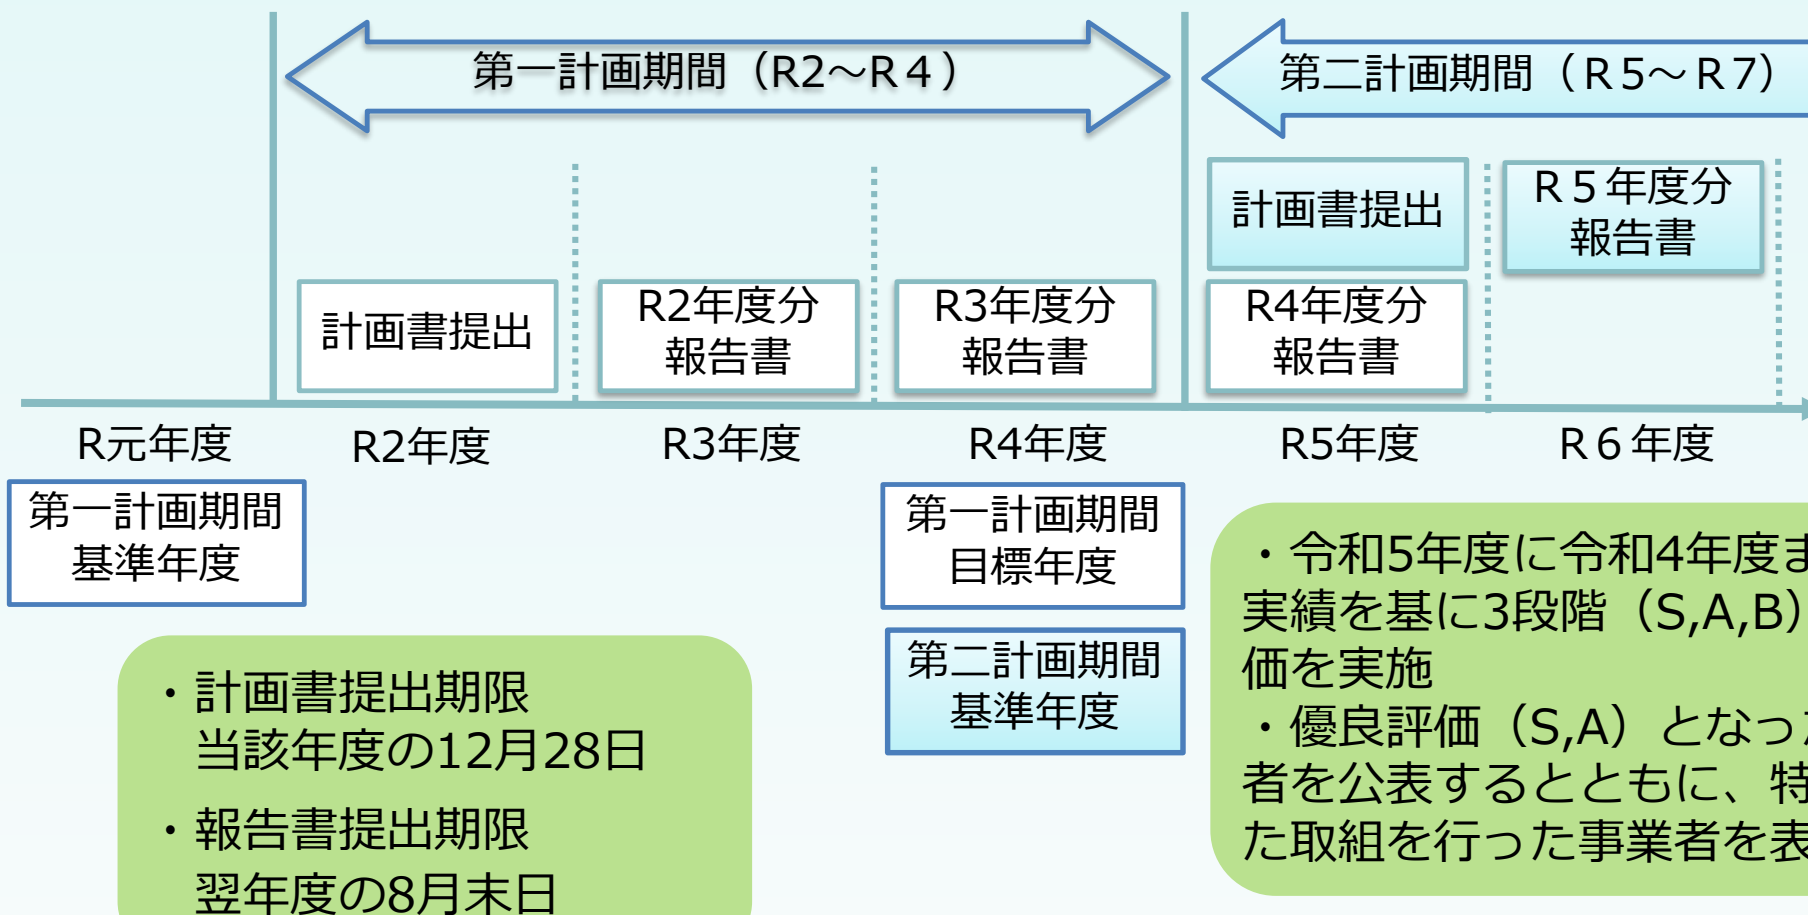 第一計画期間（R2～R４）
第二計画期間（Ｒ5～Ｒ7）
計画書提出
Ｒ５年度分
報告書
計画書提出
R2年度分
報告書
R3年度分
報告書
R4年度分
報告書
R元年度
R2年度
R3年度
R4年度
R5年度
Ｒ６年度
第一計画期間
基準年度
第一計画期間
目標年度
第二計画期間
基準年度
・計画書提出期限
当該年度の12月28日
・報告書提出期限
翌年度の8月末日
・令和5年度に令和4年度ま
実績を基に3段階（S,A,B）
価を実施
・優良評価（S,A）となっ
者を公表するとともに、特
た取組を行った事業者を表